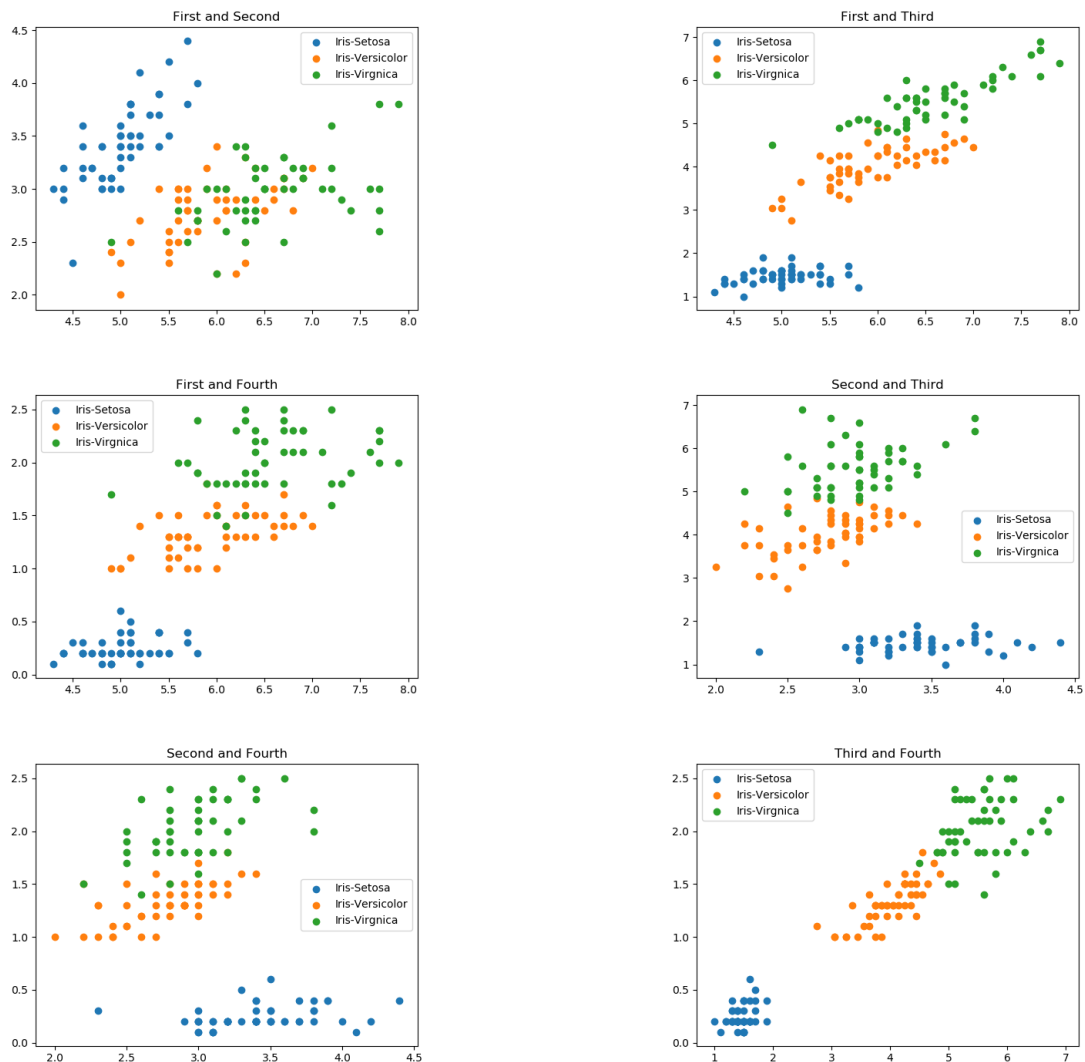 First and Second
4.5
4.0
3.5
3.0
2.5
2.0
4.5 5.0 5.5 6.0 6.5 7.0 7.5 8.0
Iris-Setosa
Iris-Versicolor
Iris-Virgnica
First and Third
7
6
5
4
3
2
1
4.5 5.0 5.5 6.0 6.5 7.0 7.5 8.0
Iris-Setosa
Iris-Versicolor
Iris-Virgnica
First and Fourth
2.5
2.0
1.5
1.0
0.5
0.0
4.5 5.0 5.5 6.0 6.5 7.0 7.5 8.0
Iris-Setosa
Iris-Versicolor
Iris-Virgnica
Second and Third
7
6
5
4
3
2
1
2.0 2.5 3.0 3.5 4.0 4.5
Iris-Setosa
Iris-Versicolor
Iris-Virgnica
Second and Fourth
2.5
2.0
1.5
1.0
0.5
0.0
2.0 2.5 3.0 3.5 4.0 4.5
Iris-Setosa
Iris-Versicolor
Iris-Virgnica
Third and Fourth
2.5
2.0
1.5
1.0
0.5
0.0
1 2 3 4 5 6 7
Iris-Setosa
Iris-Versicolor
Iris-Virgnica